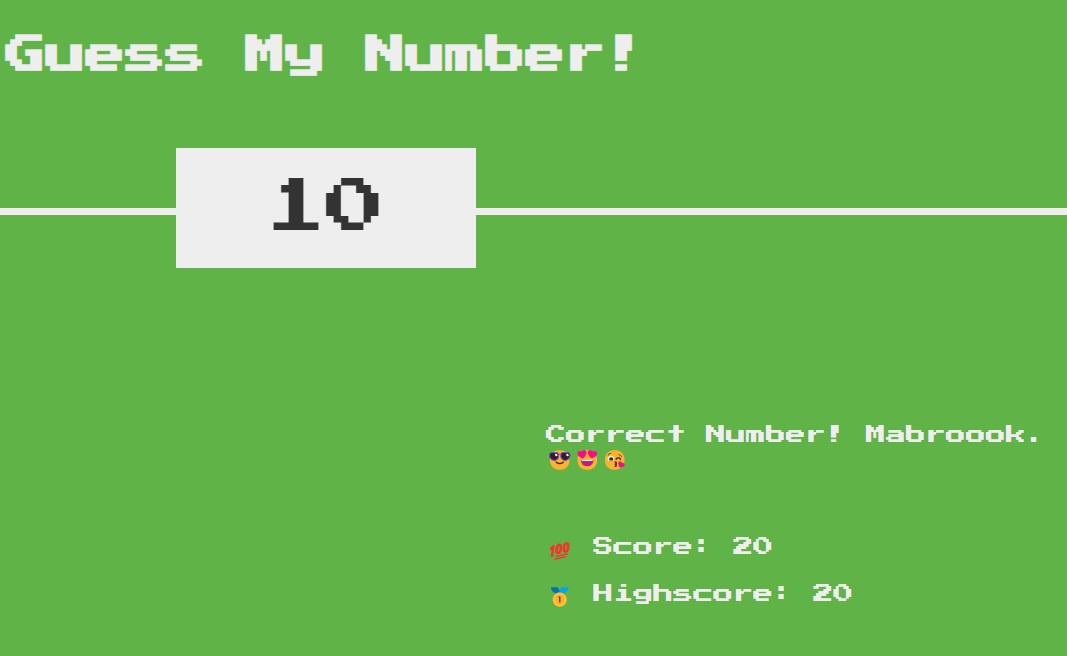 Guess My Number!
10
Correct Number! Mabroook.
😎😍😘
💯 Score: 20
🥇 Highscore: 20